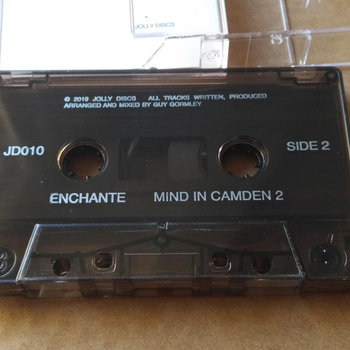 JOLLY DISCS
© 2019 JOLLY DISCS ALL TRACKS WRITTEN, PRODUCED
ARRANGED AND MIXED BY GUY GORMLEY
JD010
SIDE 2
ENCHANTE MIND IN CAMDEN 2